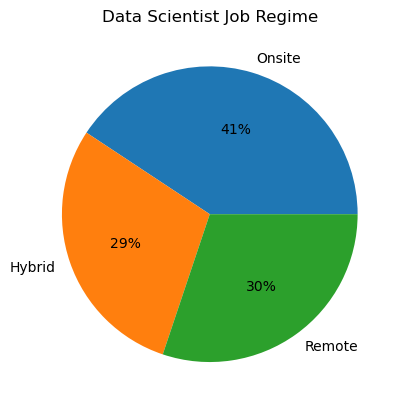 Data Scientist Job Regime
Onsite
41%
29%
Hybrid
30%
Remote